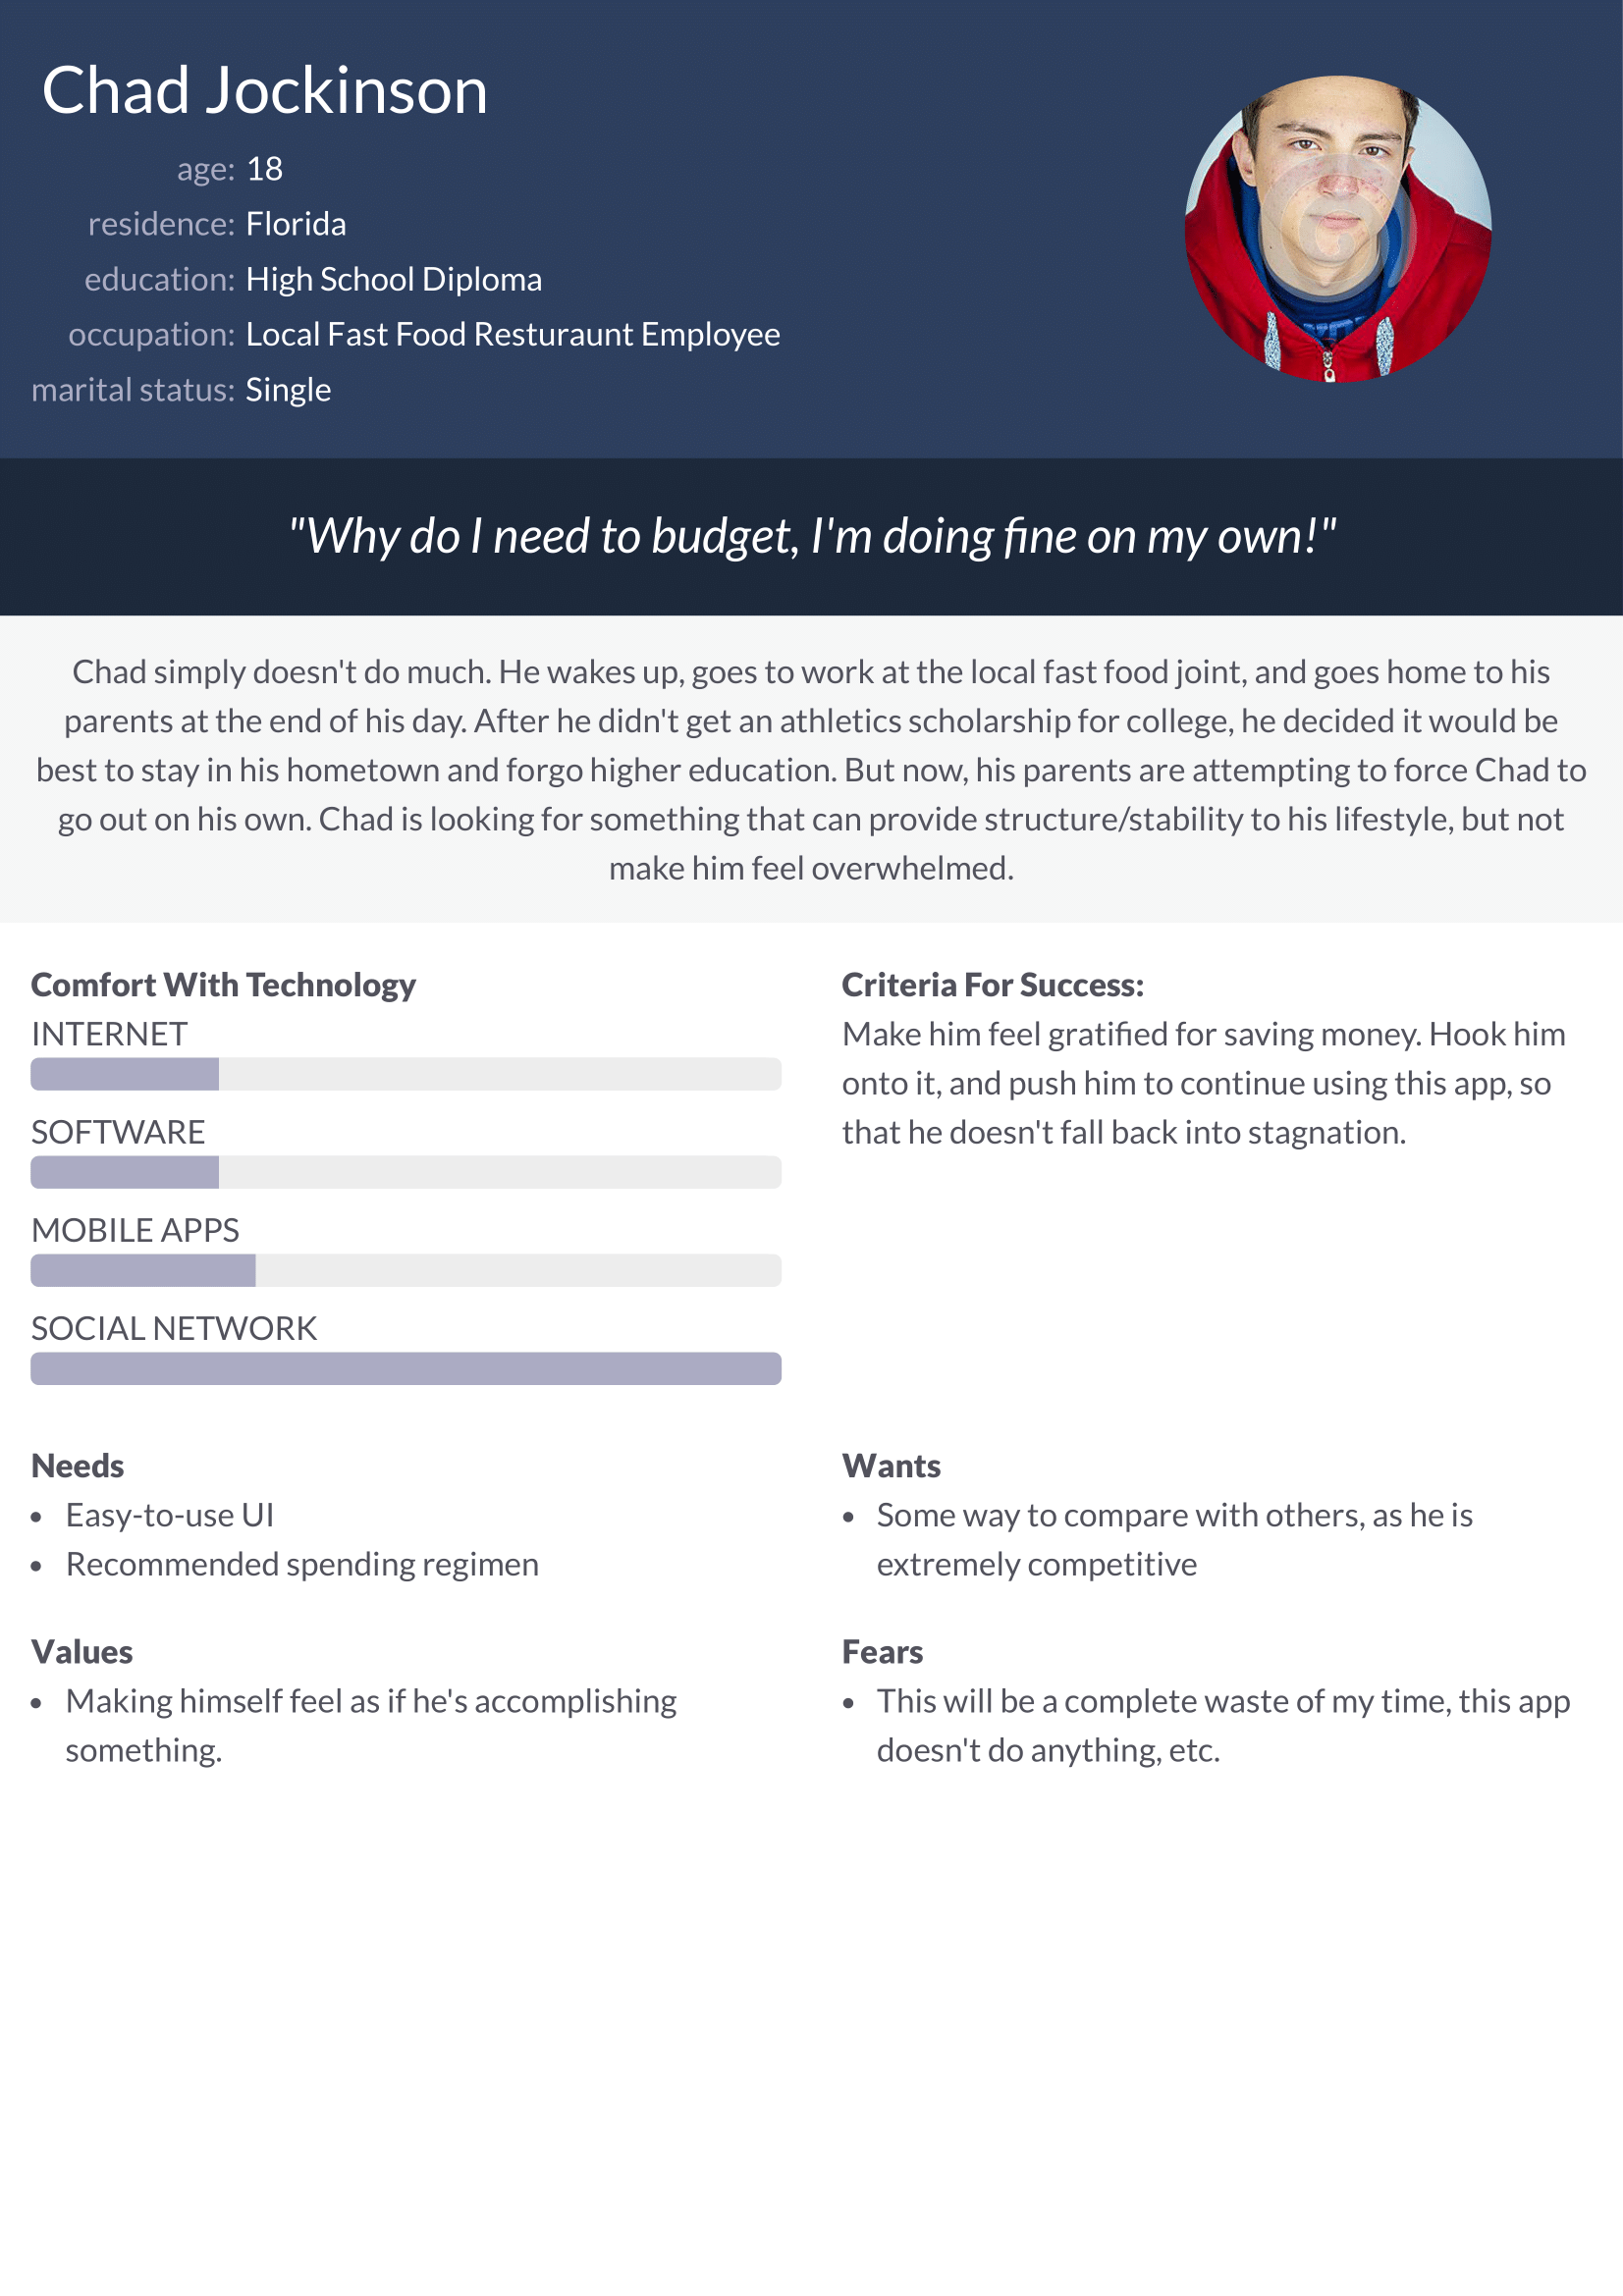 Chad Jockinson
age: 18
residence: Florida
education: High School Diploma
occupation: Local Fast Food Resturaunt Employee
marital status: Single
"Why do I need to budget, I'm doing fine on my own!"
Chad simply doesn't do much. He wakes up, goes to work at the local fast food joint, and goes home to his
parents at the end of his day. After he didn't get an athletics scholarship for college, he decided it would be
best to stay in his hometown and forgo higher education. But now, his parents are attempting to force Chad to
go out on his own. Chad is looking for something that can provide structure/stability to his lifestyle, but not
make him feel overwhelmed.
Comfort With Technology
INTERNET
SOFTWARE
MOBILE APPS
SOCIAL NETWORK
Criteria For Success:
Make him feel gratified for saving money. Hook him
onto it, and push him to continue using this app, so
that he doesn't fall back into stagnation.
Needs
• Easy-to-use UI
• Recommended spending regimen
Wants
• Some way to compare with others, as he is
extremely competitive
Values
• Making himself feel as if he's accomplishing
something.
Fears
• This will be a complete waste of my time, this app
doesn't do anything, etc.